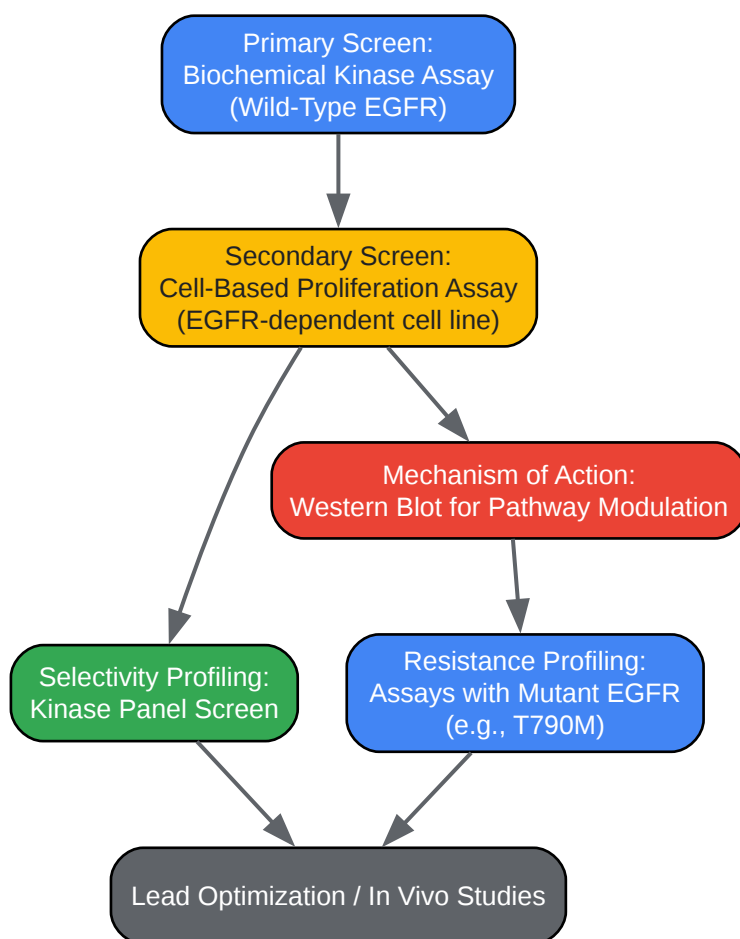 Primary Screen:
Biochemical Kinase Assay
(Wild-Type EGFR)
Secondary Screen:
Cell-Based Proliferation Assay
(EGFR-dependent cell line)
Mechanism of Action:
Western Blot for Pathway Modulation
Selectivity Profiling:
Kinase Panel Screen
Resistance Profiling:
Assays with Mutant EGFR
(e.g., T790M)
Lead Optimization / In Vivo Studies